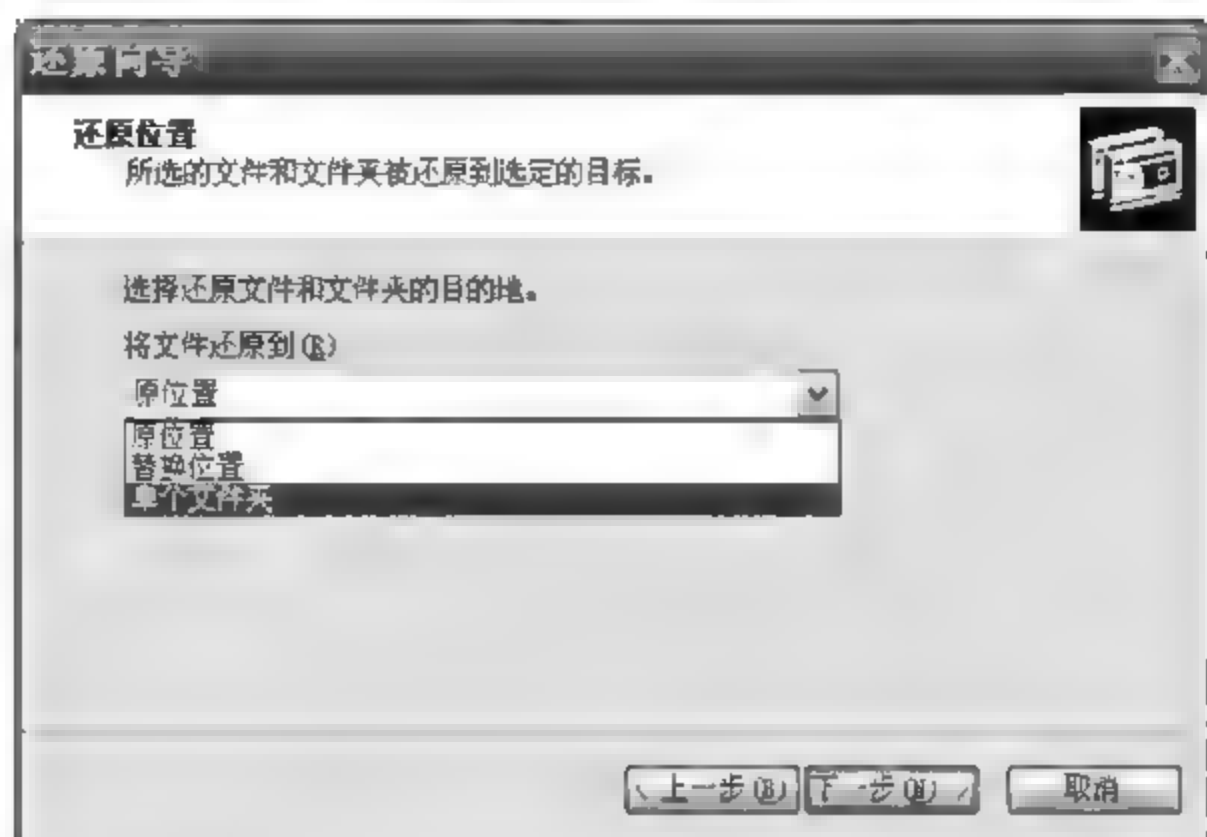 还原向导
还原位置
所选的文件和文件夹被还原到选定的目标。
选择还原文件和文件夹的目的地。
将文件还原到(R)
原位置
原位置
替换位置
单个文件夹
<上一步(B) 下一步(N)> 取消